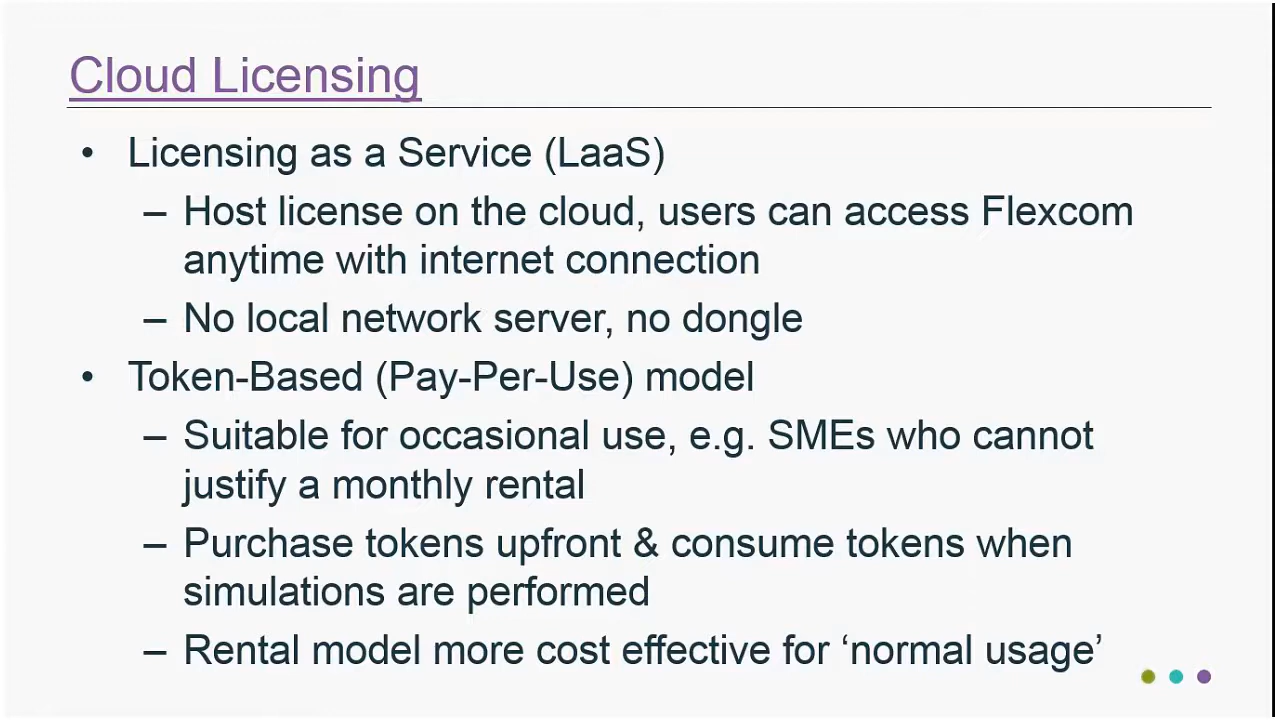 Cloud Licensing
• Licensing as a Service (LaaS)
– Host license on the cloud, users can access Flexcom
anytime with internet connection
– No local network server, no dongle
• Token-Based (Pay-Per-Use) model
– Suitable for occasional use, e.g. SMEs who cannot
justify a monthly rental
– Purchase tokens upfront & consume tokens when
simulations are performed
– Rental model more cost effective for ‘normal usage’